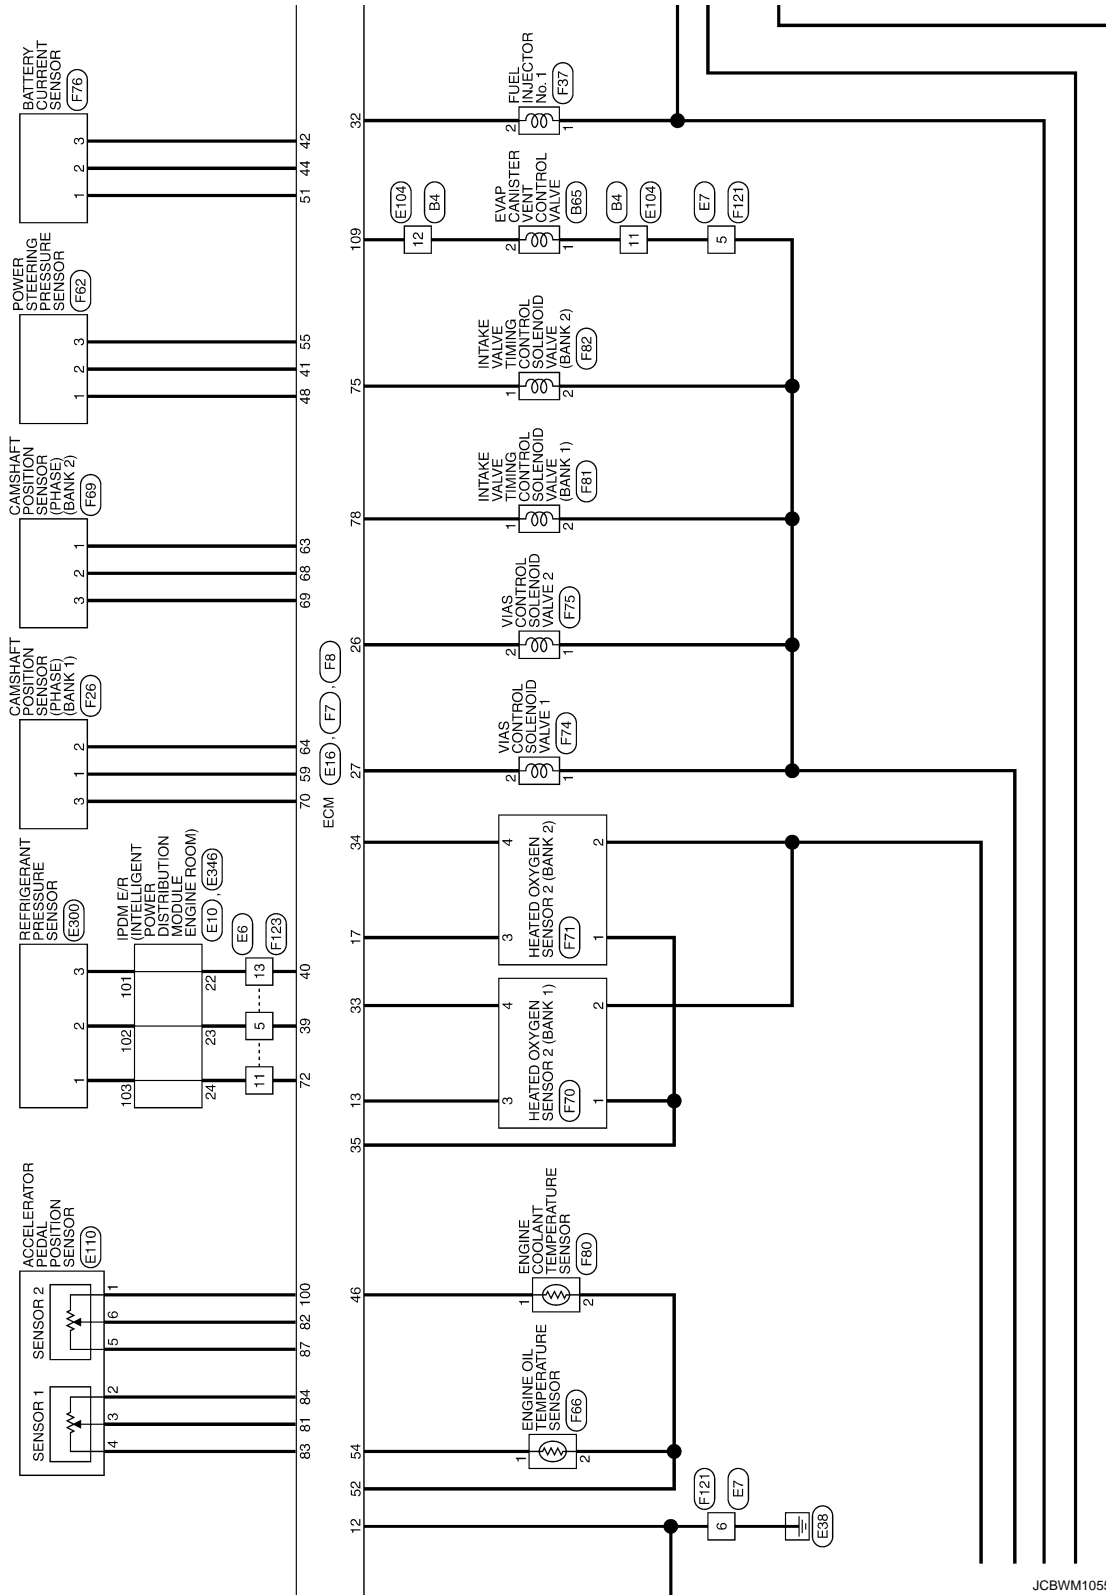 BATTERY
CURRENT
SENSOR
F76
3
2
1
42
44
51
POWER
STEERING
PRESSURE
SENSOR
F62
3
2
1
55
41
48
CAMSHAFT
POSITION
SENSOR
(PHASE)
(BANK 2)
F69
1
2
3
63
68
69
CAMSHAFT
POSITION
SENSOR
(PHASE)
(BANK 1)
F26
2
1
3
64
59
70
REFRIGERANT
PRESSURE
SENSOR
E300
3
2
1
IPDM E/R
(INTELLIGENT
POWER
DISTRIBUTION
MODULE
ENGINE ROOM)
E10 , E346
101
102
103
22
23
24
E6
F123
13
5
11
40
39
72
ACCELERATOR
PEDAL
POSITION
SENSOR
E110
SENSOR 2
SENSOR 1
1
6
5
2
3
4
100
82
87
84
81
83
ECM E16 , F7 , F8
32
2
FUEL
INJECTOR
No. 1
F37
1
109
E104
B4
12
2
EVAP
CANISTER
VENT
CONTROL
VALVE
B65
1
B4
E104
11
E7
F121
5
75
1
INTAKE
VALVE
TIMING
CONTROL
SOLENOID
VALVE
(BANK 2)
F82
2
78
1
INTAKE
VALVE
TIMING
CONTROL
SOLENOID
VALVE
(BANK 1)
F81
2
26
2
VIAS
CONTROL
SOLENOID
VALVE 2
F75
1
27
2
VIAS
CONTROL
SOLENOID
VALVE 1
F74
1
34
17
4
3
HEATED OXYGEN
SENSOR 2 (BANK 2)
F71
2
1
33
13
35
4
3
HEATED OXYGEN
SENSOR 2 (BANK 1)
F70
2
1
46
1
ENGINE
COOLANT
TEMPERATURE
SENSOR
F80
2
54
52
1
ENGINE OIL
TEMPERATURE
SENSOR
F66
2
12
F121
E7
6
E38
JCBWM105